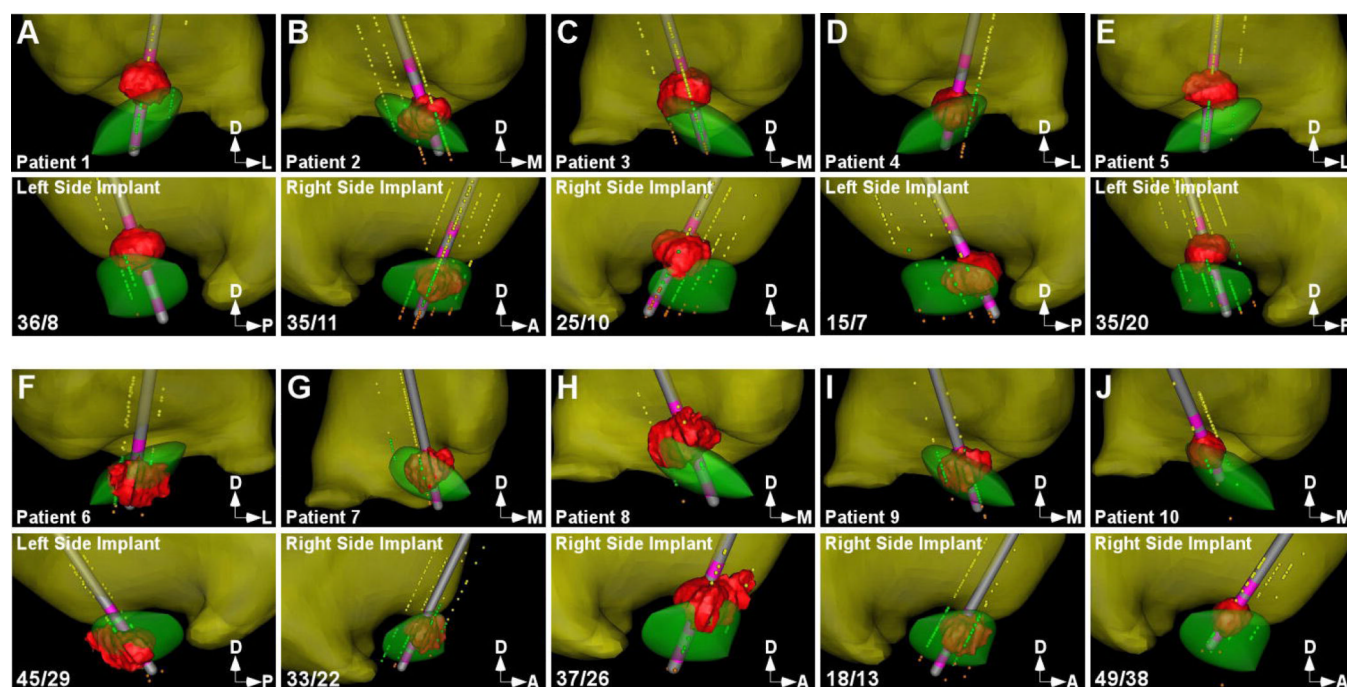 A
D
L
Patient 1
Left Side Implant
D
P
36/8
B
D
M
Patient 2
Right Side Implant
D
A
35/11
C
D
M
Patient 3
Right Side Implant
D
A
25/10
D
D
L
Patient 4
Left Side Implant
D
P
15/7
E
D
L
Patient 5
Left Side Implant
D
P
35/20
F
D
L
Patient 6
Left Side Implant
D
P
45/29
G
D
M
Patient 7
Right Side Implant
D
A
33/22
H
D
M
Patient 8
Right Side Implant
D
A
37/26
I
D
M
Patient 9
Right Side Implant
D
A
18/13
J
D
M
Patient 10
Right Side Implant
D
A
49/38